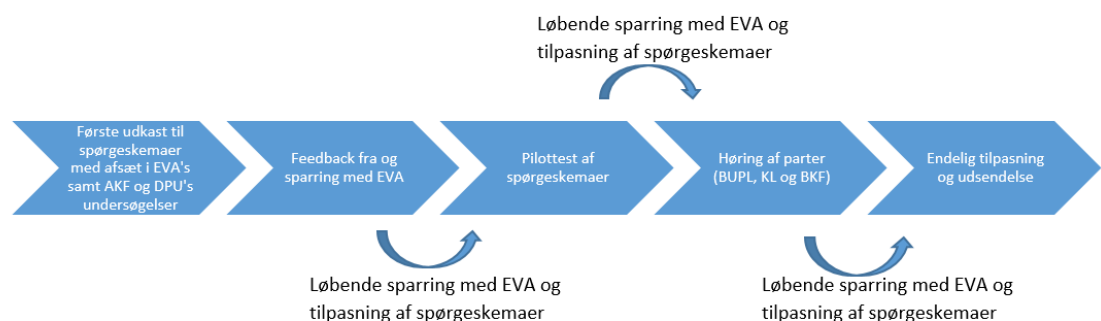 Løbende sparring med EVA og
tilpasning af spørgeskemaer
Første udkast til
spørgeskemaer
med afsæt i EVA's
samt AKF og DPU's
undersøgelser
Feedback fra og
sparring med EVA
Pilottest af
spørgeskemaer
Høring af parter
(BUPL, KL og BKF)
Endelig tilpasning
og udsendelse
Løbende sparring med EVA og
tilpasning af spørgeskemaer
Løbende sparring med EVA og
tilpasning af spørgeskemaer